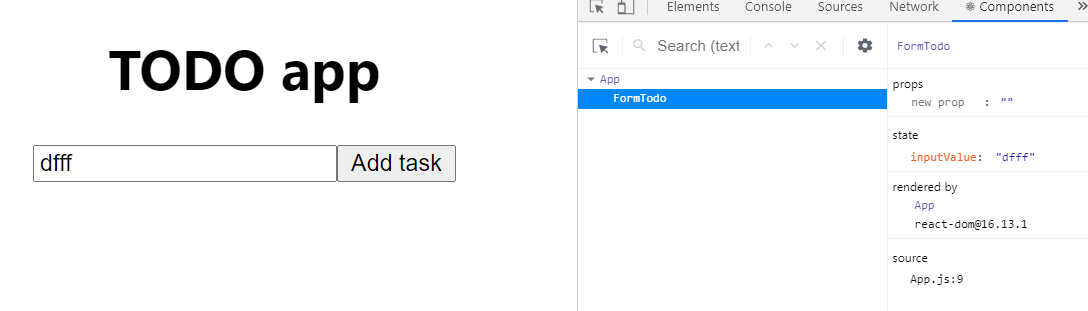 TODO app
dfff
Add task
Elements Console Sources Network Components
Search (text
App
FormTodo
FormTodo
props
new prop : ""
state
inputValue: "dfff"
rendered by
App
react-dom@16.13.1
source
App.js:9